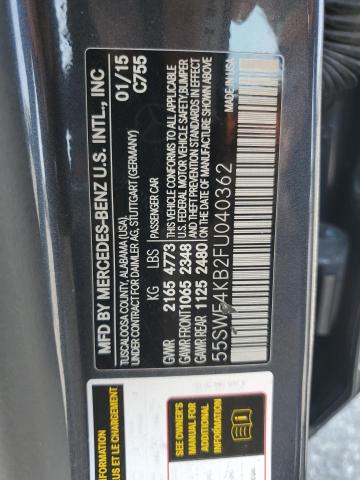 MFD BY MERCEDES-BENZ U.S. INTL., INC
TUSCALOOSA COUNTY, ALABAMA (USA),
UNDER CONTRACT FOR DAIMLER AG, STUTTGART (GERMANY)
01/15
C755
KG LBS
PASSENGER CAR
GVWR 2165 4773
GAWR FRONT 1065 2348
GAWR REAR 1125 2480
THIS VEHICLE CONFORMS TO ALL APPLICABLE
U.S. FEDERAL MOTOR VEHICLE SAFETY, BUMPER
AND THEFT PREVENTION STANDARDS IN EFFECT
ON THE DATE OF MANUFACTURE SHOWN ABOVE.
MADE IN USA
55SWF4KB2FU040362
INFORMATION
ET LE CHARGEMENT
SEE OWNER'S
MANUAL FOR
ADDITIONAL